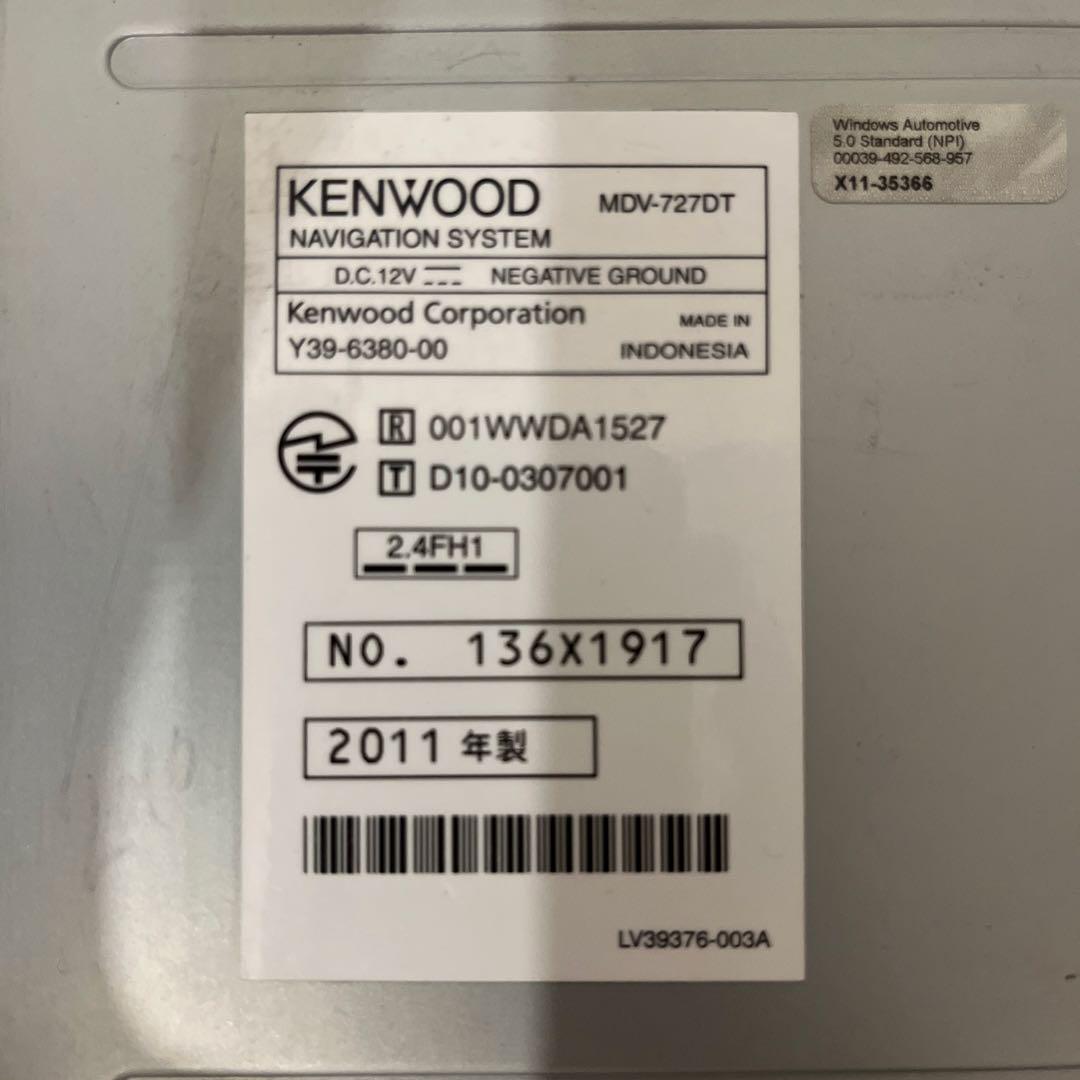 Windows Automotive
5.0 Standard (NPI)
00039-492-568-957
X11-35366
KENWOOD MDV-727DT
NAVIGATION SYSTEM
D.C.12V NEGATIVE GROUND
Kenwood Corporation MADE IN
Y39-6380-00 INDONESIA
R 001WWDA1527
T D10-0307001
2.4FH1
NO. 136X1917
2011 年製
LV39376-003A